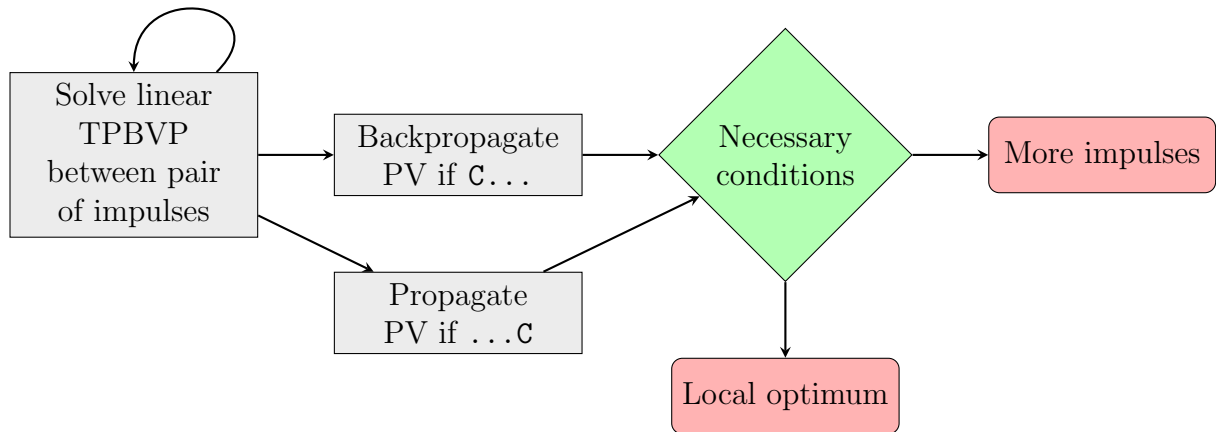 Solve linear
TPBVP
between pair
of impulses
Backpropagate
PV if C...
Propagate
PV if ...C
Necessary
conditions
More impulses
Local optimum